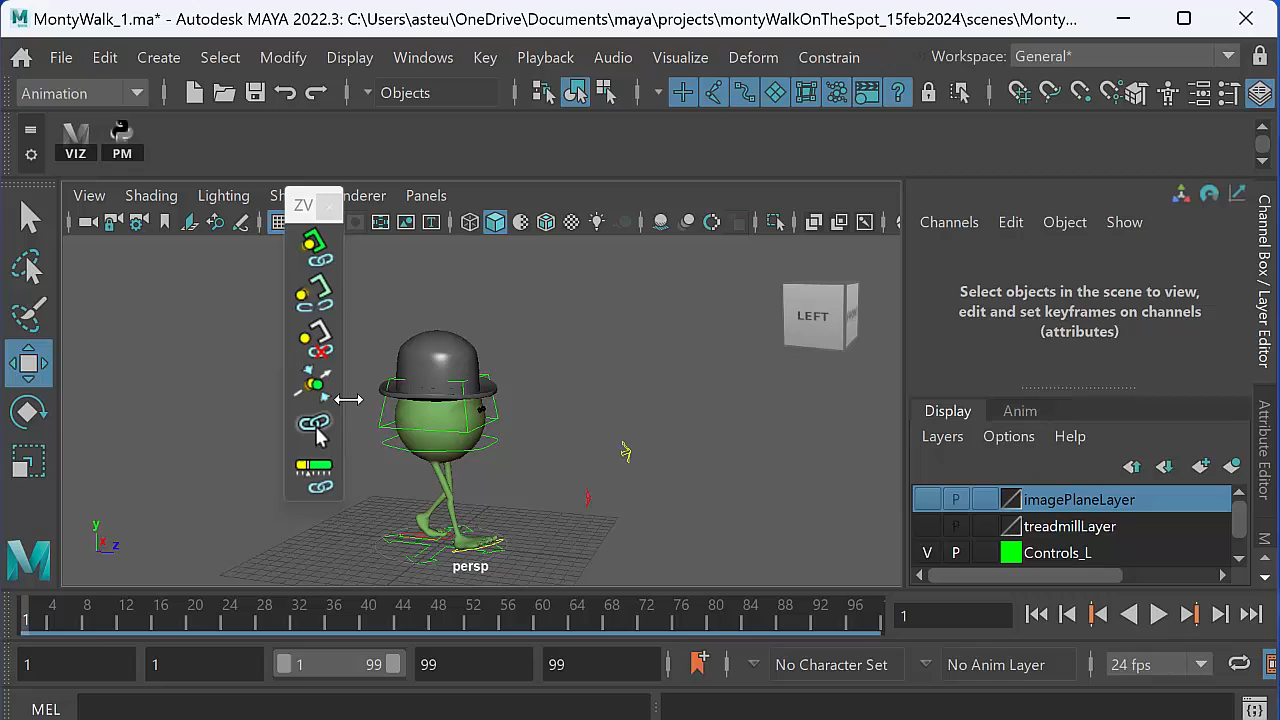 MontyWalk_1.ma* - Autodesk MAYA 2022.3: C:\Users\asteu\OneDrive\Documents\maya\projects\montyWalkOnTheSpot_15feb2024\scenes\Monty...
File Edit Create Select Modify Display Windows Key Playback Audio Visualize Deform Constrain Workspace: General*
Animation Objects
VIZ PM
View Shading Lighting Sh nderer Panels
ZV
Channels Edit Object Show
Channel Box / Layer Editor
Select objects in the scene to view,
edit and set keyframes on channels
(attributes)
LEFT
Display Anim
Attribute Editor
Layers Options Help
P imagePlaneLayer
P treadmillLayer
V P Controls_L
M
y
x z
persp
4 8 12 16 20 24 28 32 36 40 44 48 52 56 60 64 68 72 76 80 84 88 92 96
1 1
1 1 1 99 99 99 No Character Set No Anim Layer 24 fps
MEL